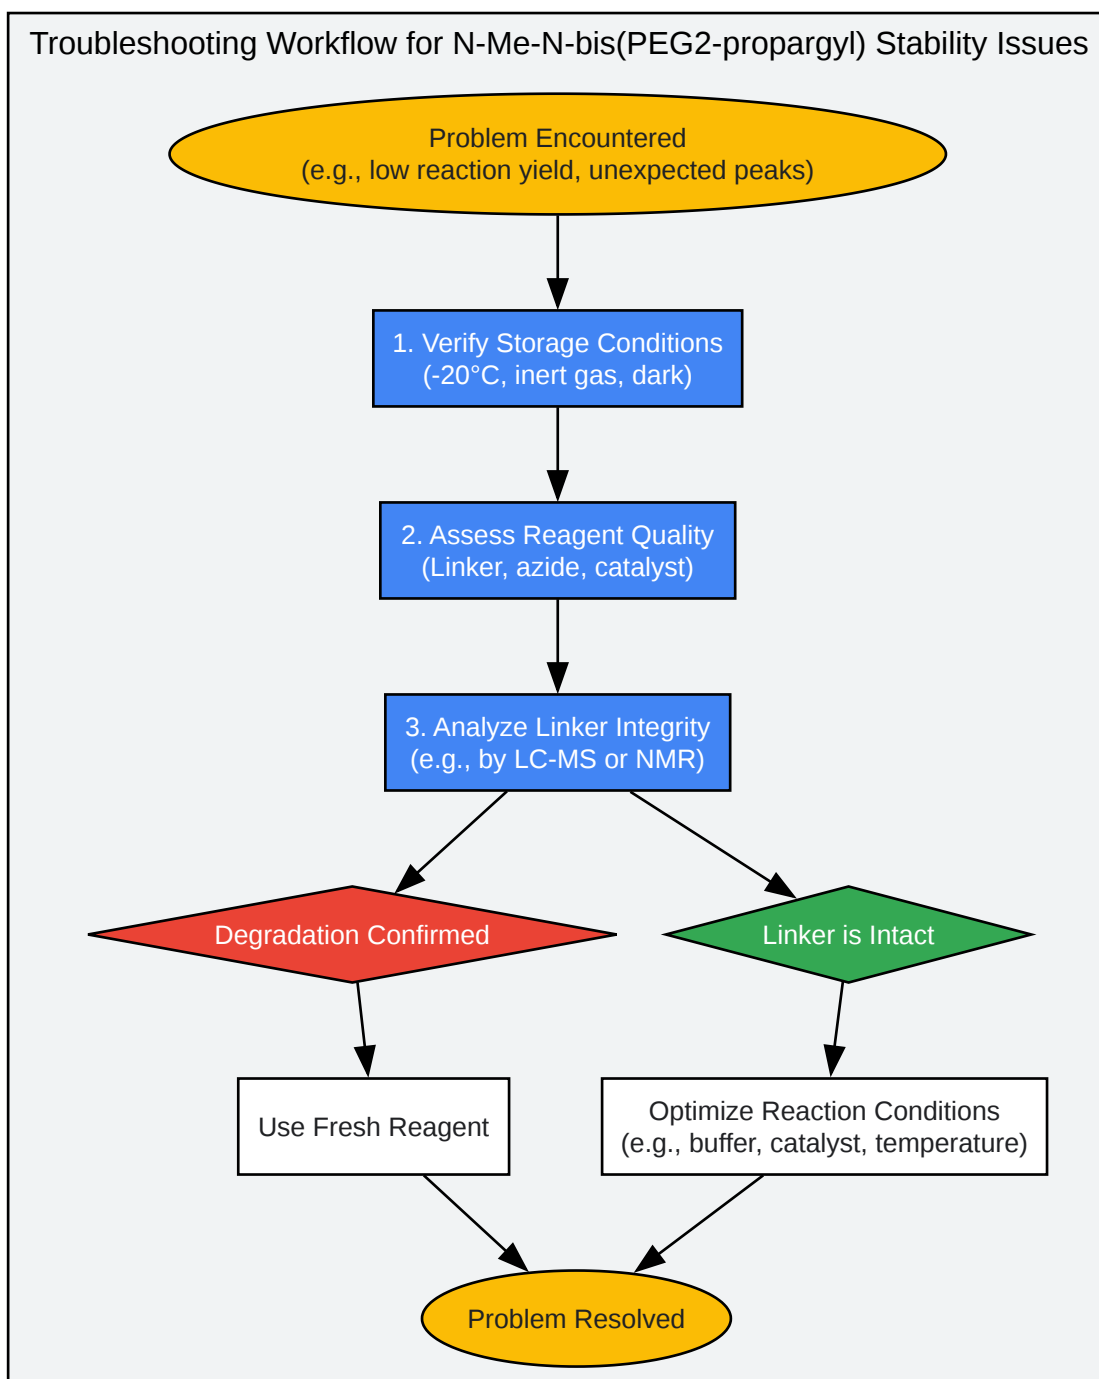 Troubleshooting Workflow for N-Me-N-bis(PEG2-propargyl) Stability Issues
Problem Encountered
(e.g., low reaction yield, unexpected peaks)
1. Verify Storage Conditions
(-20°C, inert gas, dark)
2. Assess Reagent Quality
(Linker, azide, catalyst)
3. Analyze Linker Integrity
(e.g., by LC-MS or NMR)
Degradation Confirmed
Linker is Intact
Use Fresh Reagent
Optimize Reaction Conditions
(e.g., buffer, catalyst, temperature)
Problem Resolved